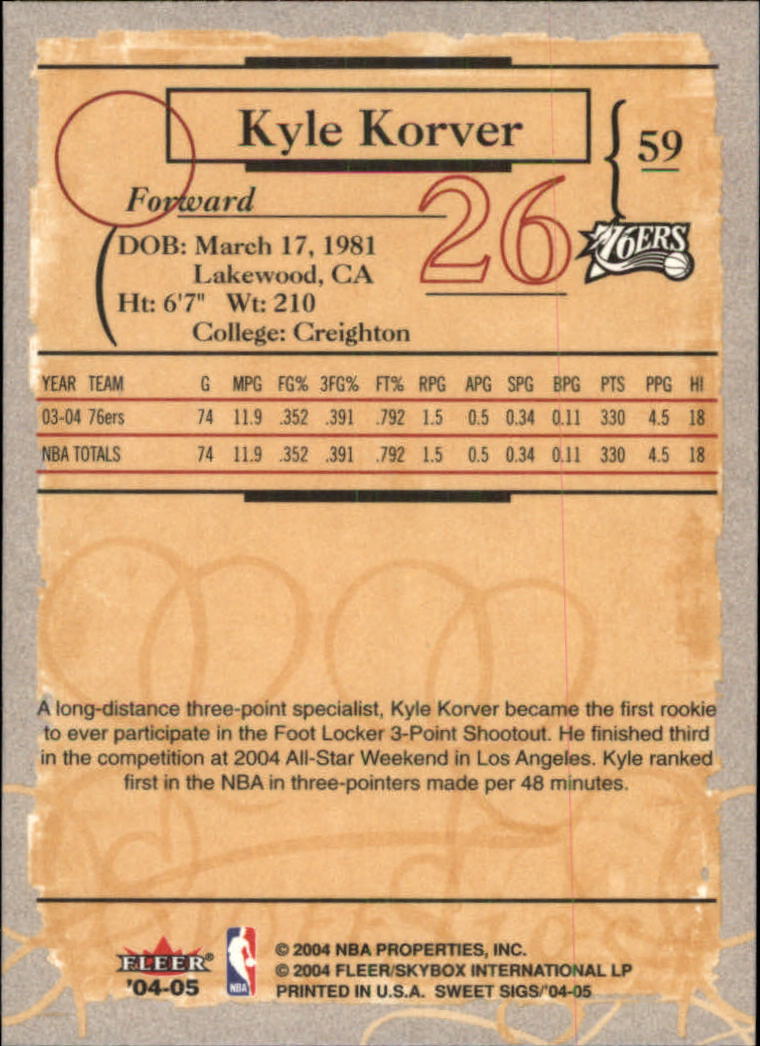 Kyle Korver
59
Forward
26
76ERS
DOB: March 17, 1981
Lakewood, CA
Ht: 6'7" Wt: 210
College: Creighton
YEAR TEAM G MPG FG% 3FG% FT% RPG APG SPG BPG PTS PPG HI
03-04 76ers 74 11.9 .352 .391 .792 1.5 0.5 0.34 0.11 330 4.5 18
NBA TOTALS 74 11.9 .352 .391 .792 1.5 0.5 0.34 0.11 330 4.5 18
A long-distance three-point specialist, Kyle Korver became the first rookie
to ever participate in the Foot Locker 3-Point Shootout. He finished third
in the competition at 2004 All-Star Weekend in Los Angeles. Kyle ranked
first in the NBA in three-pointers made per 48 minutes.
FLEER®
'04-05
NBA
© 2004 NBA PROPERTIES, INC.
© 2004 FLEER/SKYBOX INTERNATIONAL LP
PRINTED IN U.S.A. SWEET SIGS/'04-05